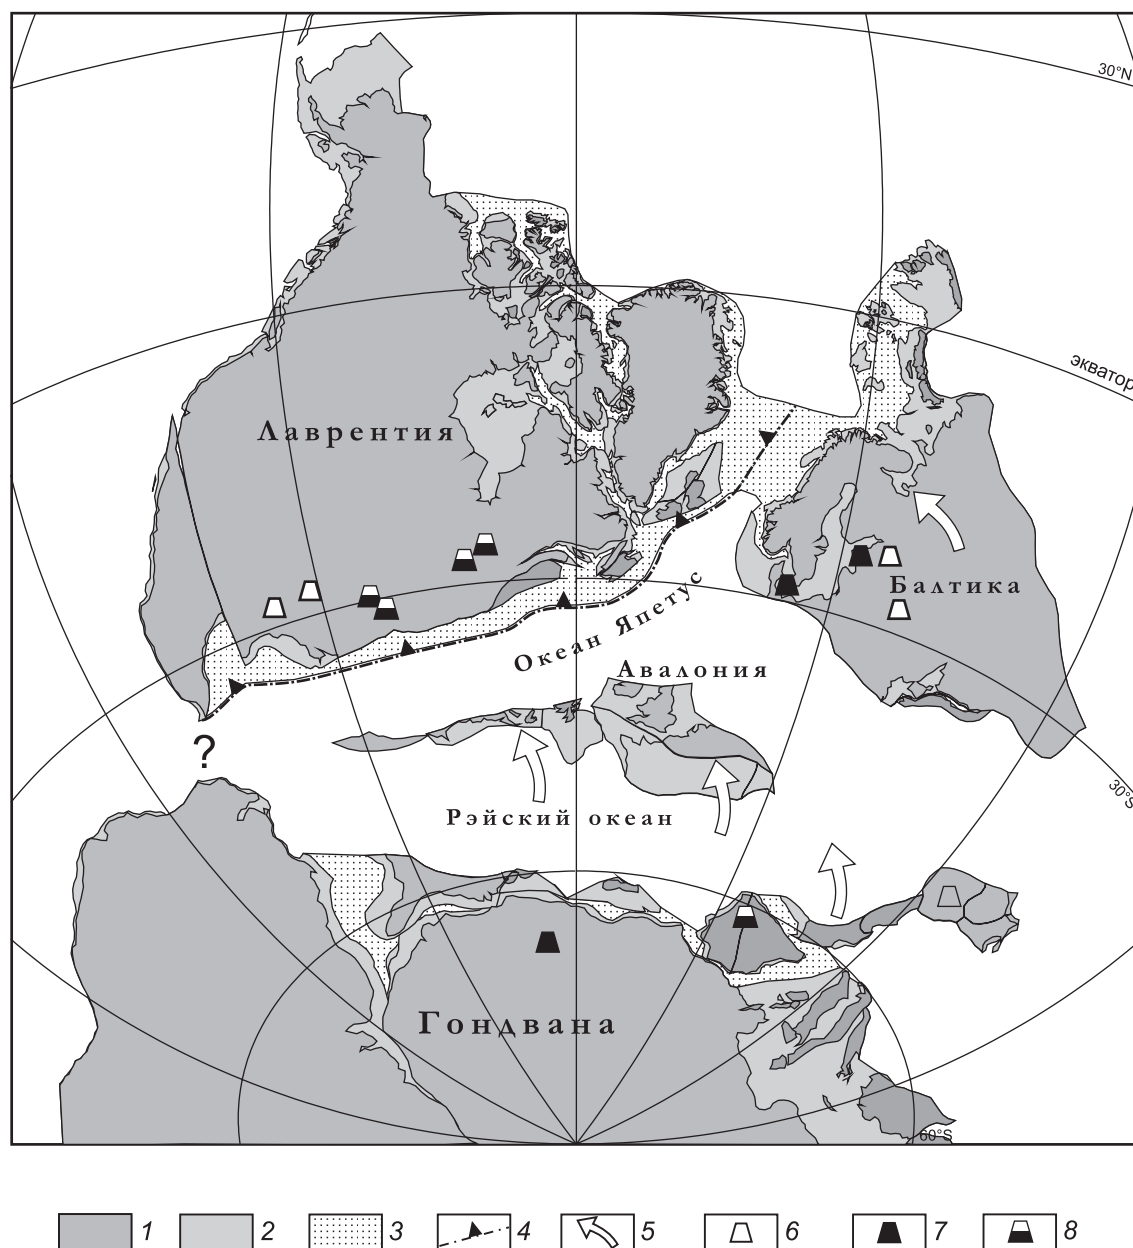 30°N
экватор
Лаврентия
Балтика
Океан Япетус
Авалония
?
30°S
Рэйский океан
Гондвана
60°S
1 2 3 4 5 6 7 8